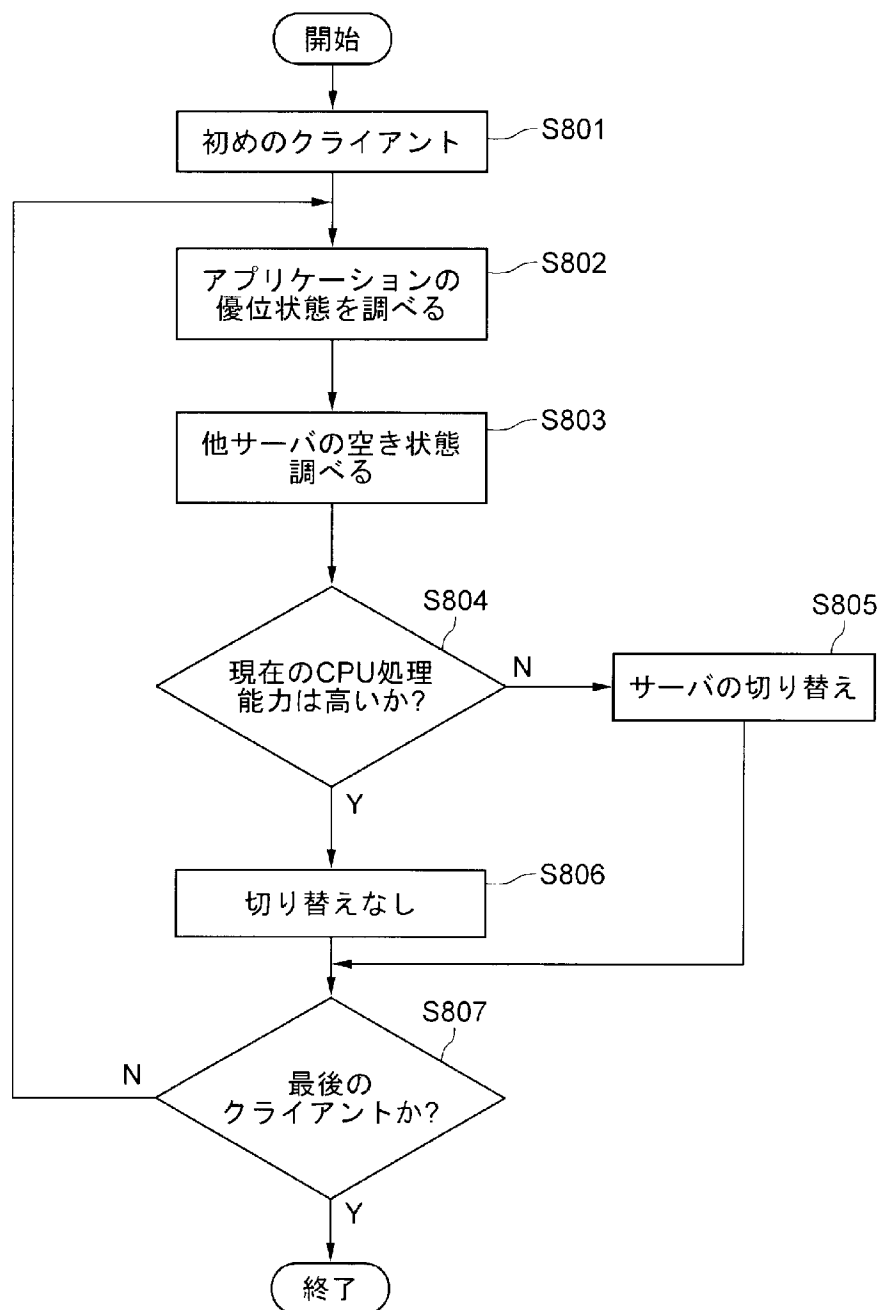 開始
初めのクライアント
S801
アプリケーションの
優位状態を調べる
S802
他サーバの空き状態
調べる
S803
現在のCPU処理
能力は高いか?
S804
N
サーバの切り替え
S805
Y
切り替えなし
S806
最後の
クライアントか?
S807
N
Y
終了